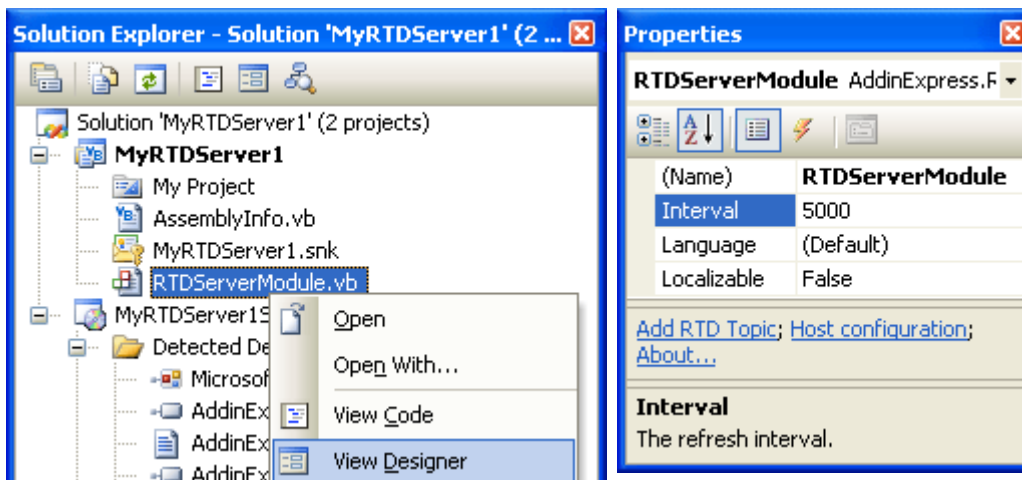 Solution Explorer - Solution 'MyRTDServer1' (2 ...
Solution 'MyRTDServer1' (2 projects)
MyRTDServer1
My Project
AssemblyInfo.vb
MyRTDServer1.snk
RTDServerModule.vb
MyRTDServer1S
Detected De
Microsof
AddinEx
AddinEx
AddinEx
Open
Open With...
View Code
View Designer
Properties
RTDServerModule AddinExpress.R
(Name) RTDServerModule
Interval 5000
Language (Default)
Localizable False
Add RTD Topic; Host configuration;
About...
Interval
The refresh interval.